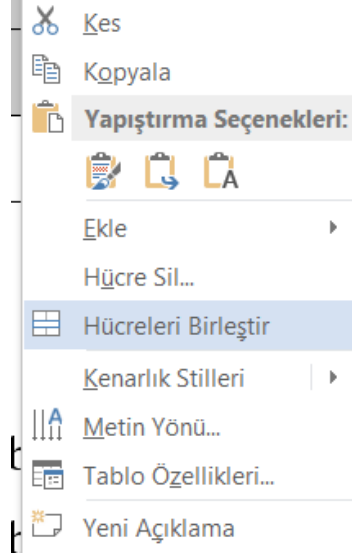 Kes
Kopyala
Yapıştırma Seçenekleri:
Ekle
Hücre Sil...
Hücreleri Birleştir
Kenarlık Stilleri
Metin Yönü...
Tablo Özellikleri...
Yeni Açıklama